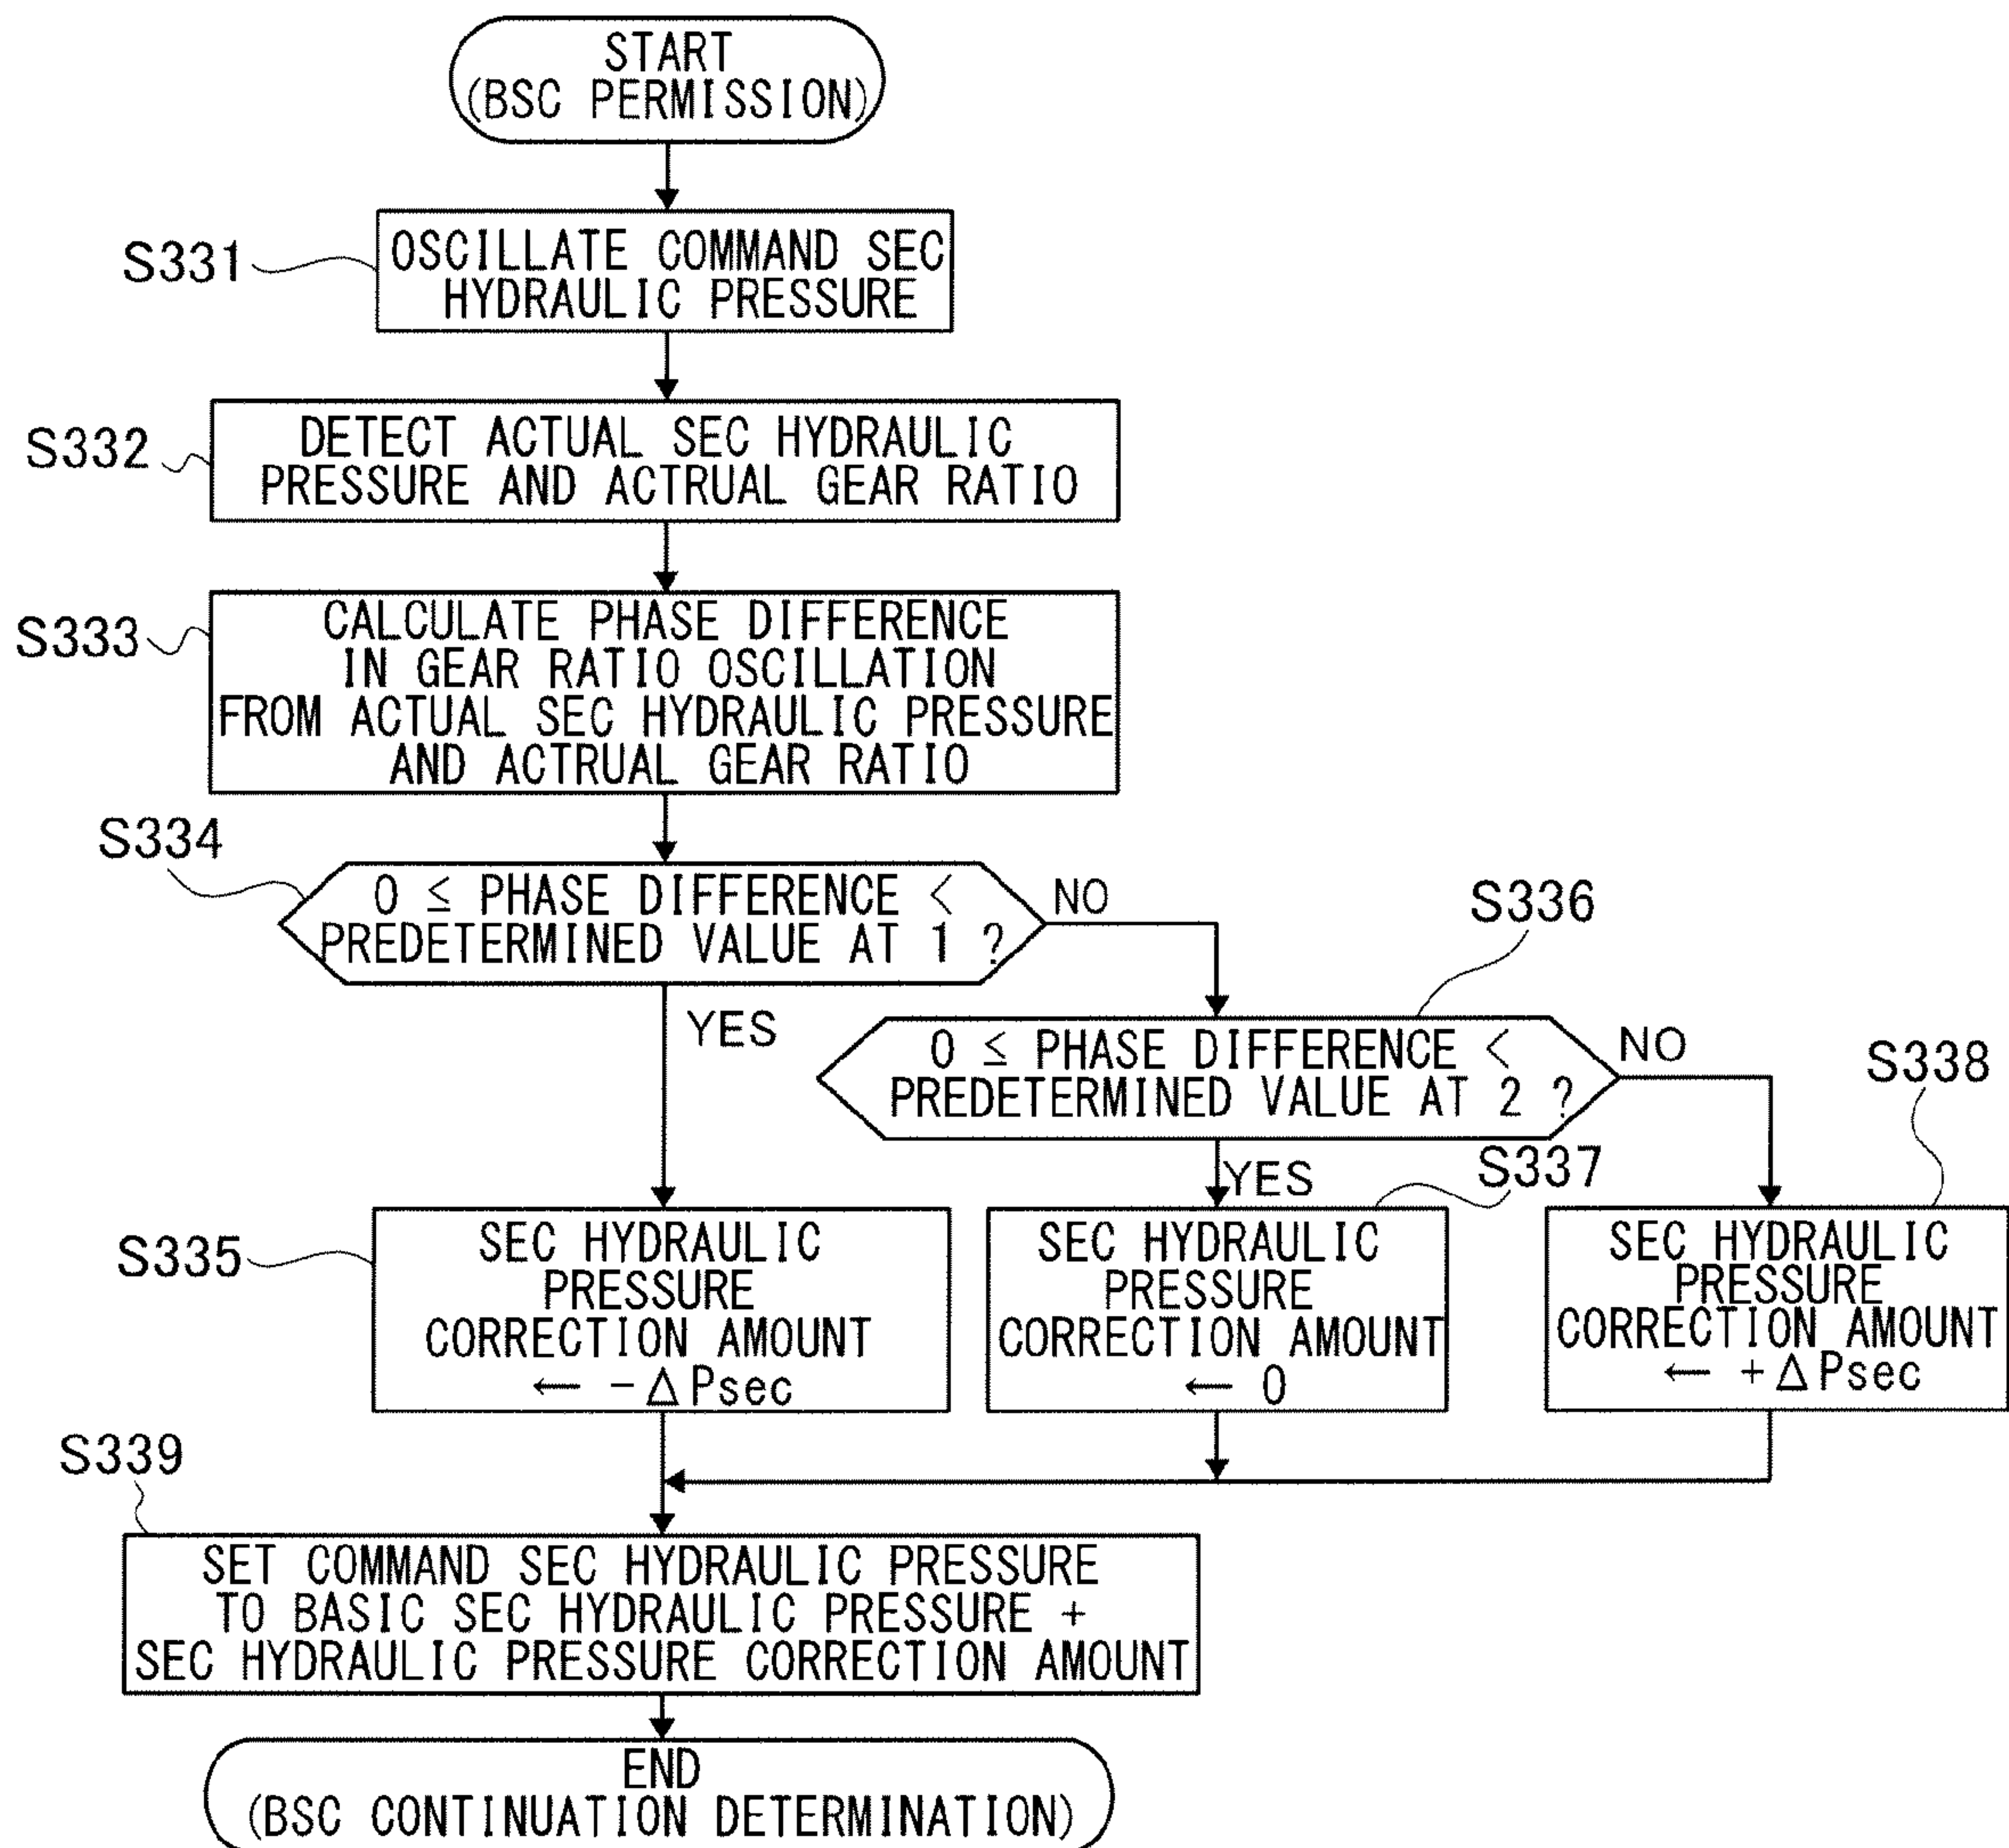 START
(BSC PERMISSION)
S331
OSCILLATE COMMAND SEC
HYDRAULIC PRESSURE
S332
DETECT ACTUAL SEC HYDRAULIC
PRESSURE AND ACTRUAL GEAR RATIO
S333
CALCULATE PHASE DIFFERENCE
IN GEAR RATIO OSCILLATION
FROM ACTUAL SEC HYDRAULIC PRESSURE
AND ACTRUAL GEAR RATIO
S334
0 ≤ PHASE DIFFERENCE <
PREDETERMINED VALUE AT 1 ?
NO
YES
S336
0 ≤ PHASE DIFFERENCE <
PREDETERMINED VALUE AT 2 ?
NO
YES
S335
SEC HYDRAULIC
PRESSURE
CORRECTION AMOUNT
← -△Psec
S337
SEC HYDRAULIC
PRESSURE
CORRECTION AMOUNT
← 0
S338
SEC HYDRAULIC
PRESSURE
CORRECTION AMOUNT
← +△Psec
S339
SET COMMAND SEC HYDRAULIC PRESSURE
TO BASIC SEC HYDRAULIC PRESSURE +
SEC HYDRAULIC PRESSURE CORRECTION AMOUNT
END
(BSC CONTINUATION DETERMINATION)